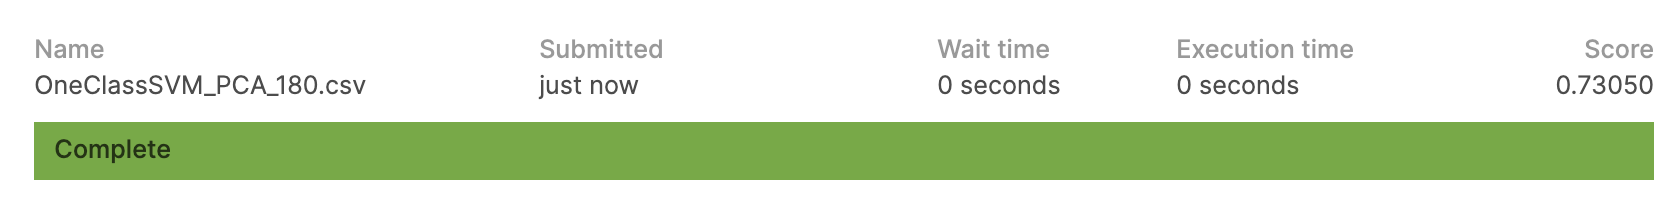 Name Submitted Wait time Execution time Score
OneClassSVM_PCA_180.csv just now 0 seconds 0 seconds 0.73050
Complete